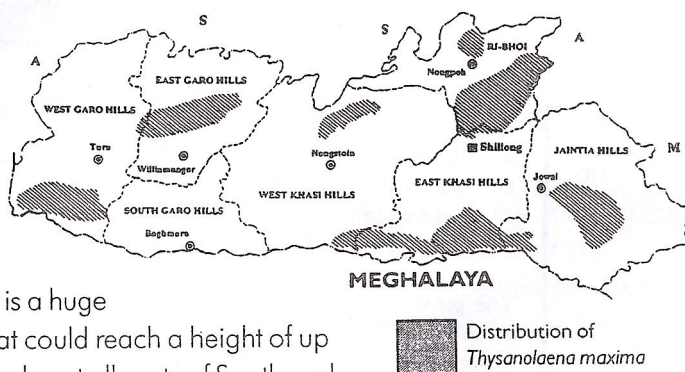 S
S
A
A
RI-BHOI
Nongpoh
EAST GARO HILLS
WEST GARO HILLS
Tura
Williamnagar
Nongstoin
Shillong
JAINTIA HILLS
M
WEST KHASI HILLS
EAST KHASI HILLS
Jowai
SOUTH GARO HILLS
Baghmara
MEGHALAYA
is a huge
at could reach a height of up
Distribution of
Thysanolaena maxima